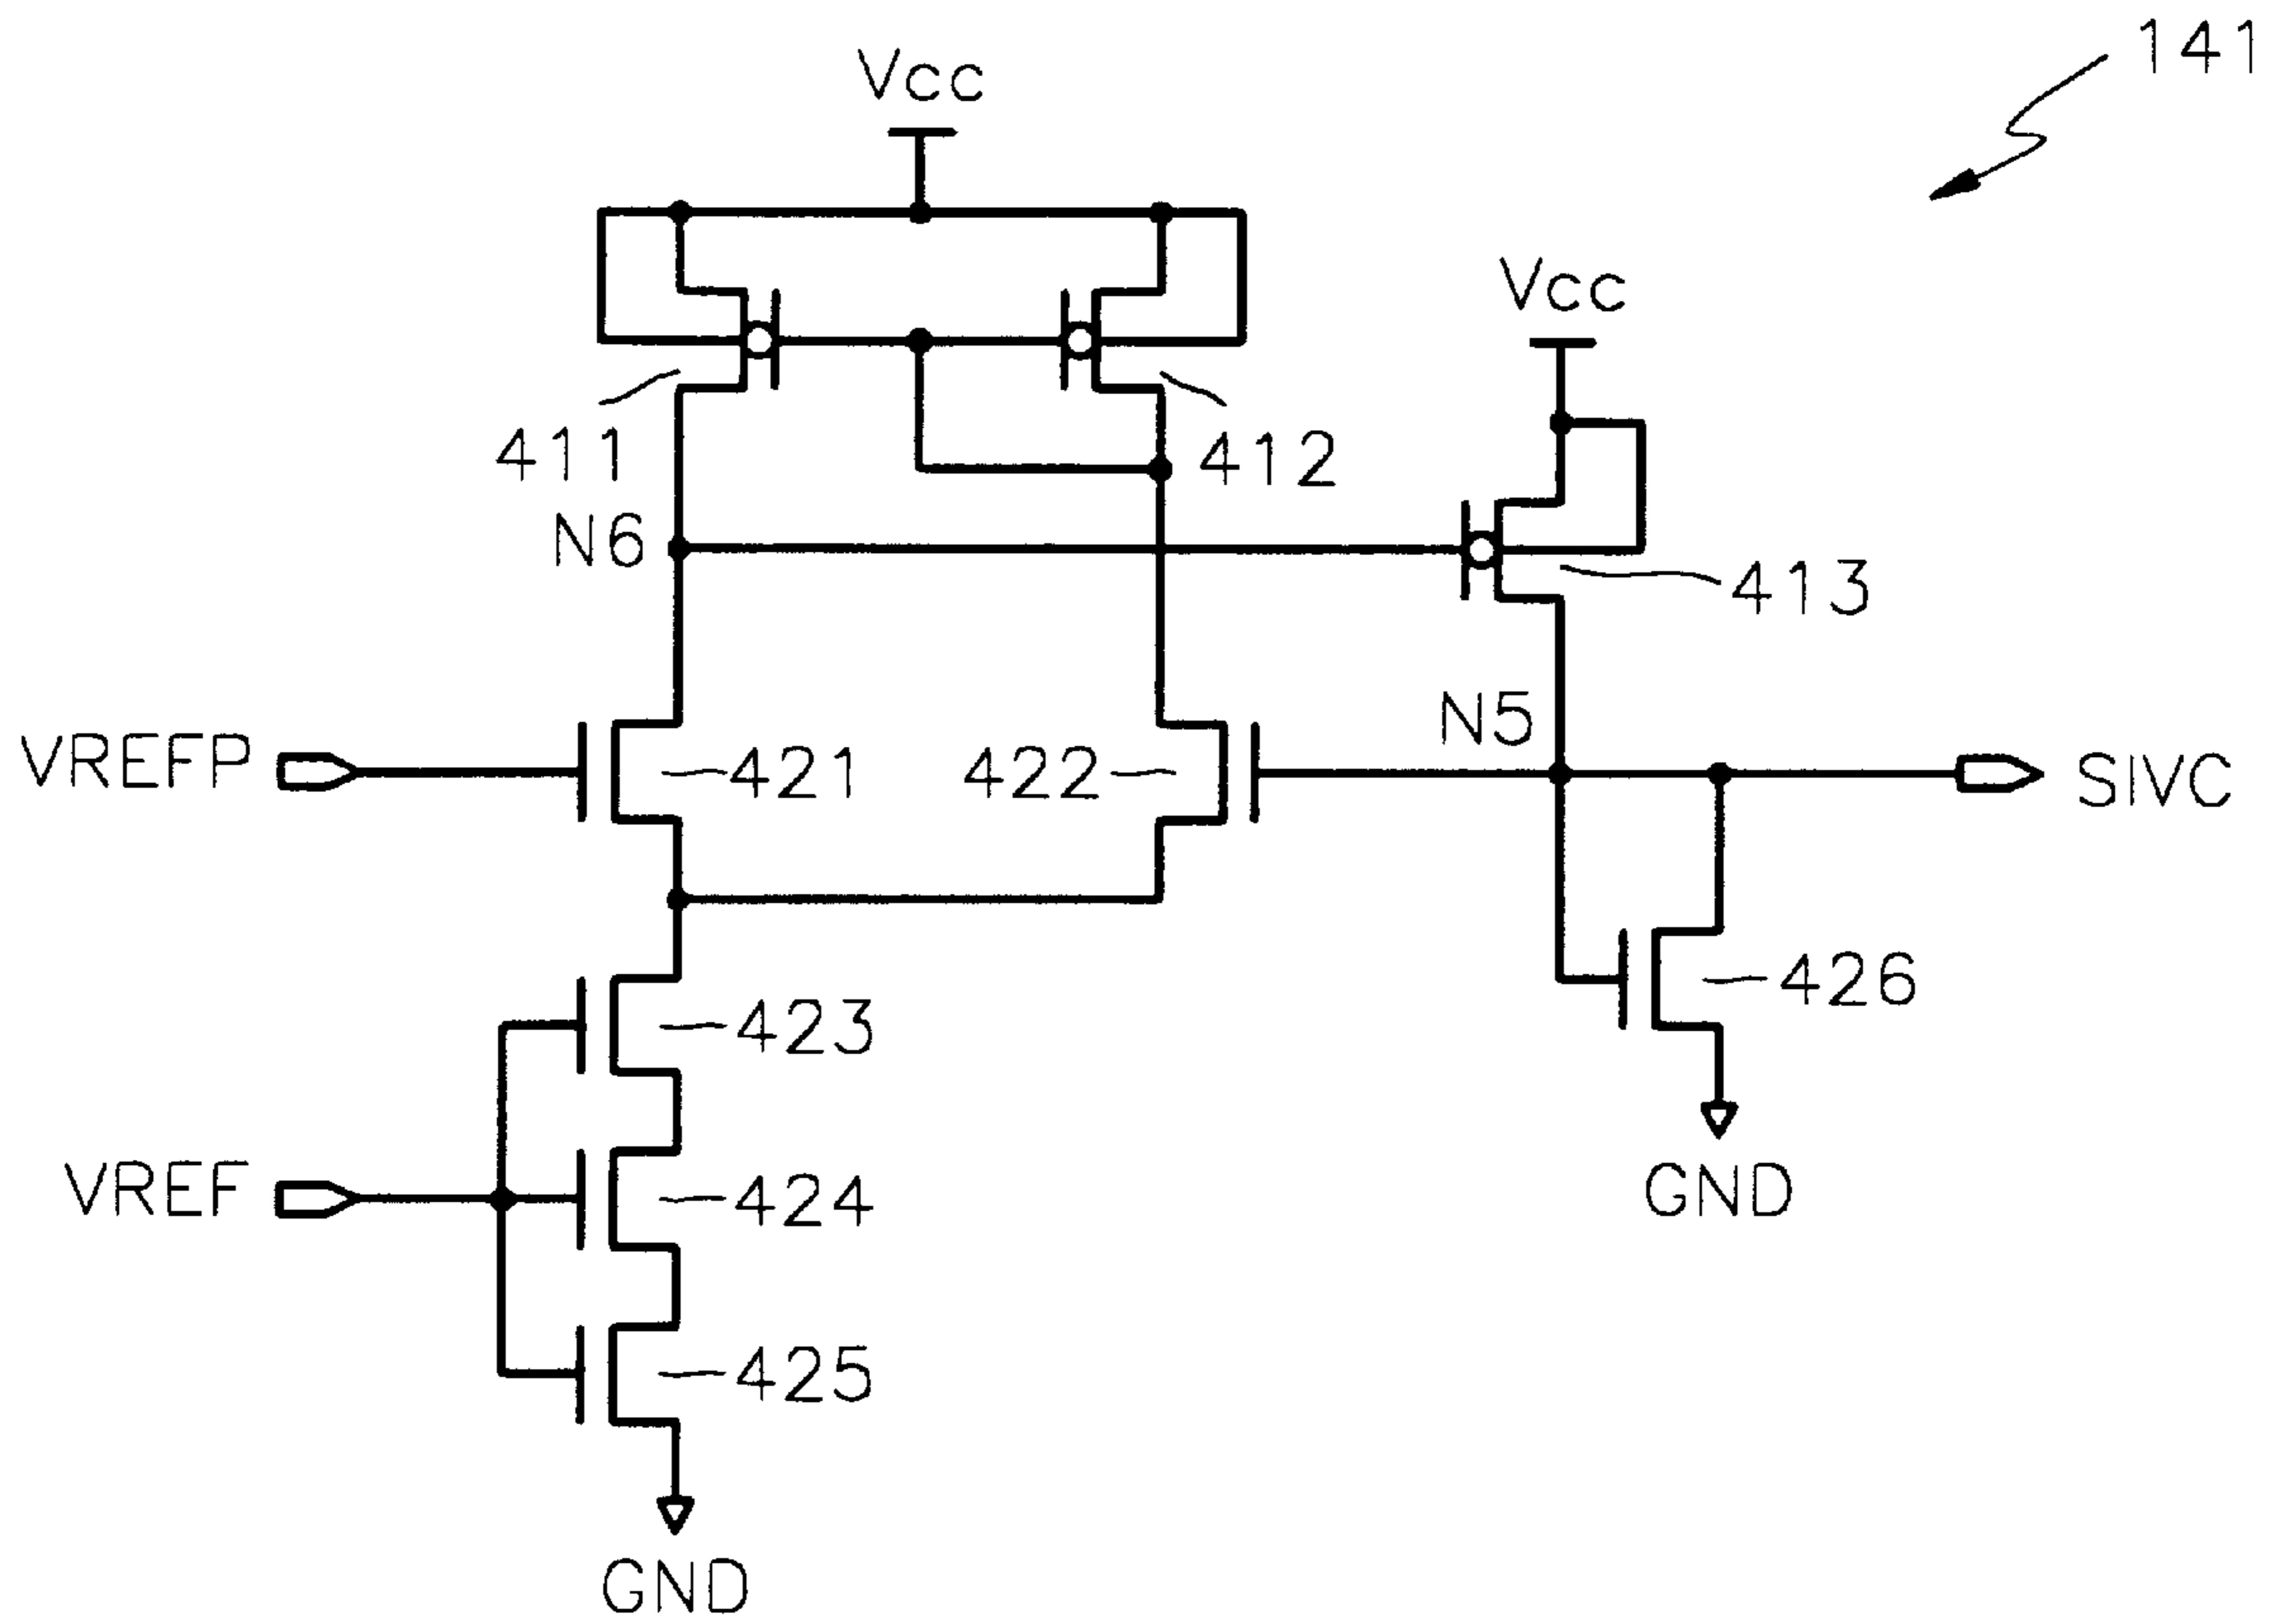 141
Vcc
Vcc
411
412
N6
413
N5
VREFP
421
422
SIVC
426
423
VREF
424
GND
425
GND